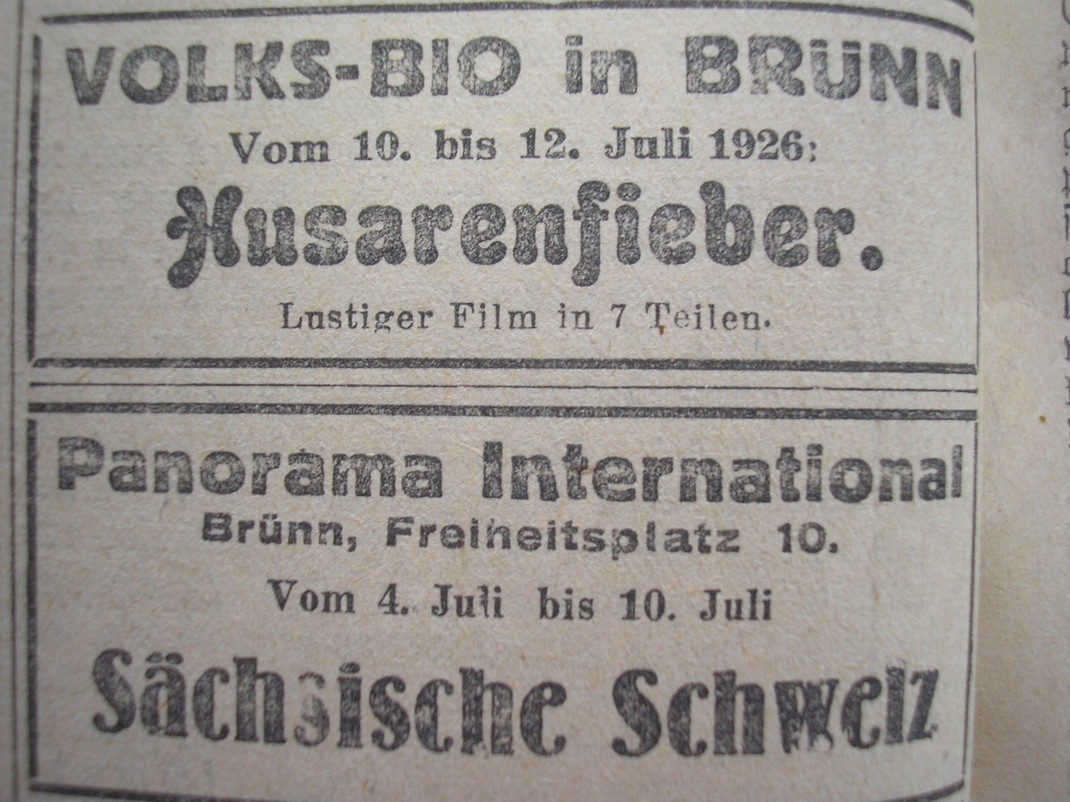 VOLKS-BIO in BRÜNN
Vom 10. bis 12. Juli 1926:
Husarenfieber.
Lustiger Film in 7 Teilen.
Panorama International
Brünn, Freiheitsplatz 10.
Vom 4. Juli bis 10. Juli
Sächsische Schweiz